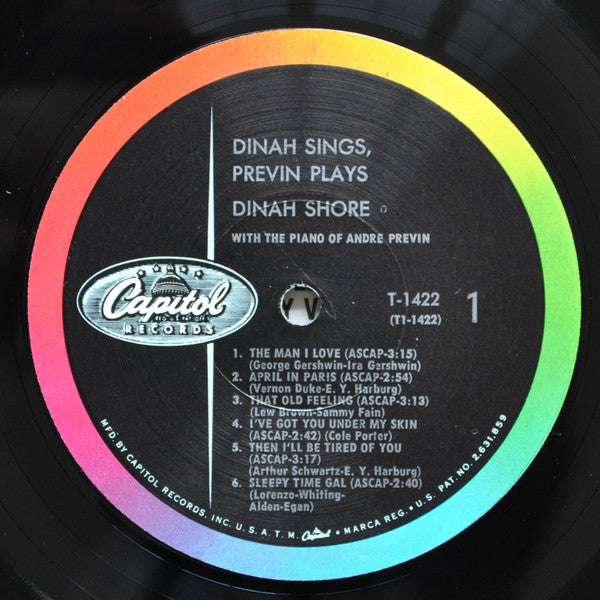 DINAH SINGS,
PREVIN PLAYS
DINAH SHORE
WITH THE PIANO OF ANDRE PREVIN
Capitol
RECORDS
T-1422 1
(T1-1422)
1. THE MAN I LOVE (ASCAP-3:15)
(George Gershwin-Ira Gershwin)
2. APRIL IN PARIS (ASCAP-2:54)
(Vernon Duke-E. Y. Harburg)
3. THAT OLD FEELING (ASCAP-3:13)
(Lew Brown-Sammy Fain)
4. I'VE GOT YOU UNDER MY SKIN
(ASCAP-2:42) (Cole Porter)
5. THEN I'LL BE TIRED OF YOU
(ASCAP-3:17)
(Arthur Schwartz-E. Y. Harburg)
6. SLEEPY TIME GAL (ASCAP-2:40)
(Lorenzo-Whiting-
Alden-Egan)
MFD. BY CAPITOL RECORDS, INC. U. S. A. T. M. Capitol • MARCA REG. • U. S. PAT. NO. 2,631,859